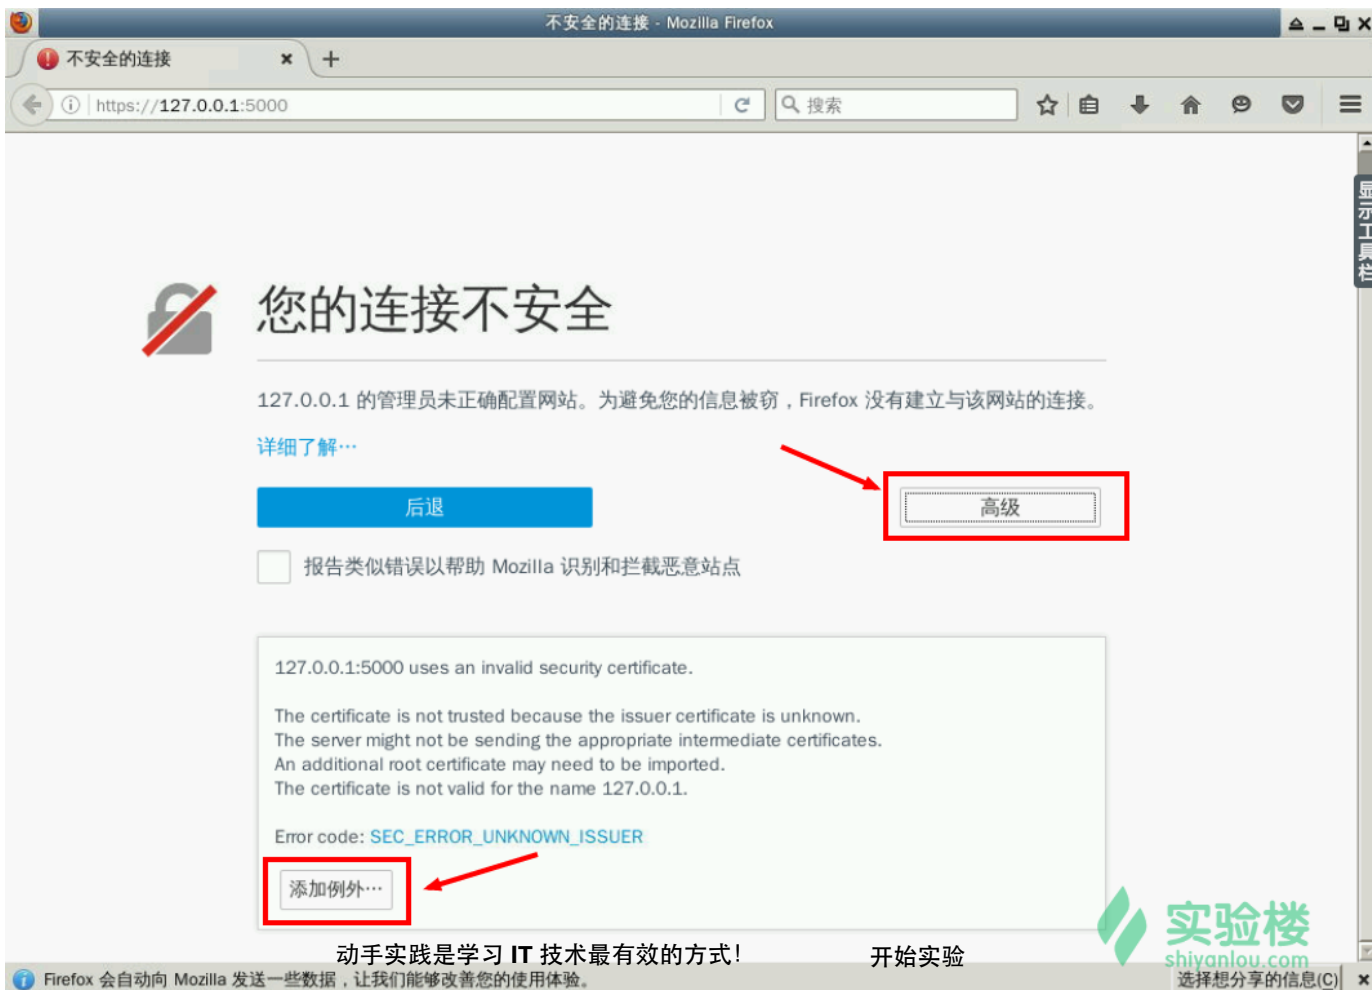 不安全的连接 - Mozilla Firefox
不安全的连接
https://127.0.0.1:5000
搜索
显示工具栏
您的连接不安全
127.0.0.1 的管理员未正确配置网站。为避免您的信息被窃，Firefox 没有建立与该网站的连接。
详细了解…
后退
高级
报告类似错误以帮助 Mozilla 识别和拦截恶意站点
127.0.0.1:5000 uses an invalid security certificate.
The certificate is not trusted because the issuer certificate is unknown.
The server might not be sending the appropriate intermediate certificates.
An additional root certificate may need to be imported.
The certificate is not valid for the name 127.0.0.1.
Error code: SEC_ERROR_UNKNOWN_ISSUER
添加例外…
实验楼
shiyanlou.com
动手实践是学习 IT 技术最有效的方式！
开始实验
Firefox 会自动向 Mozilla 发送一些数据，让我们能够改善您的使用体验。
选择想分享的信息(C)